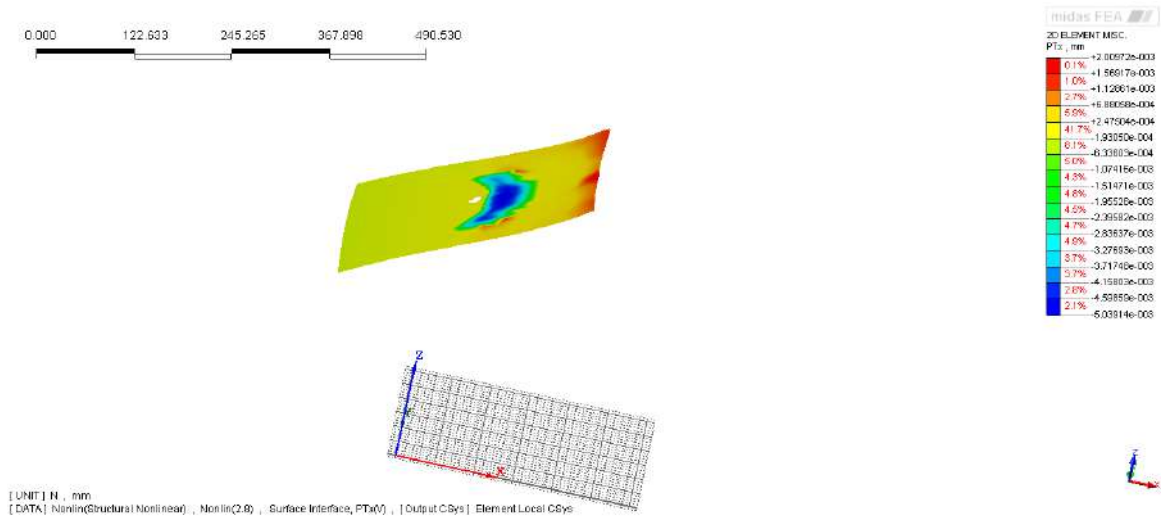 midas FEA
0.000 122.633 245.265 367.898 490.530
2D ELEMENT MISC.
PTx , mm
+2.00972e-003
0.1%
+1.56917e-003
1.0%
+1.12861e-003
2.7%
+6.88058e-004
5.9%
+2.47504e-004
41.7%
-1.93050e-004
8.1%
-6.33603e-004
5.0%
-1.07416e-003
4.3%
-1.51471e-003
4.8%
-1.95526e-003
4.5%
-2.39582e-003
4.7%
-2.83637e-003
4.9%
-3.27693e-003
3.7%
-3.71748e-003
3.7%
-4.15803e-003
2.8%
-4.59859e-003
2.1%
-5.03914e-003
Z
X
[ UNIT ] N , mm
[ DATA ] Nonlin(Structural Nonlinear) , Nonlin(2.8) , Surface Interface, PTx(V) , [ Output CSys ] Element Local CSys